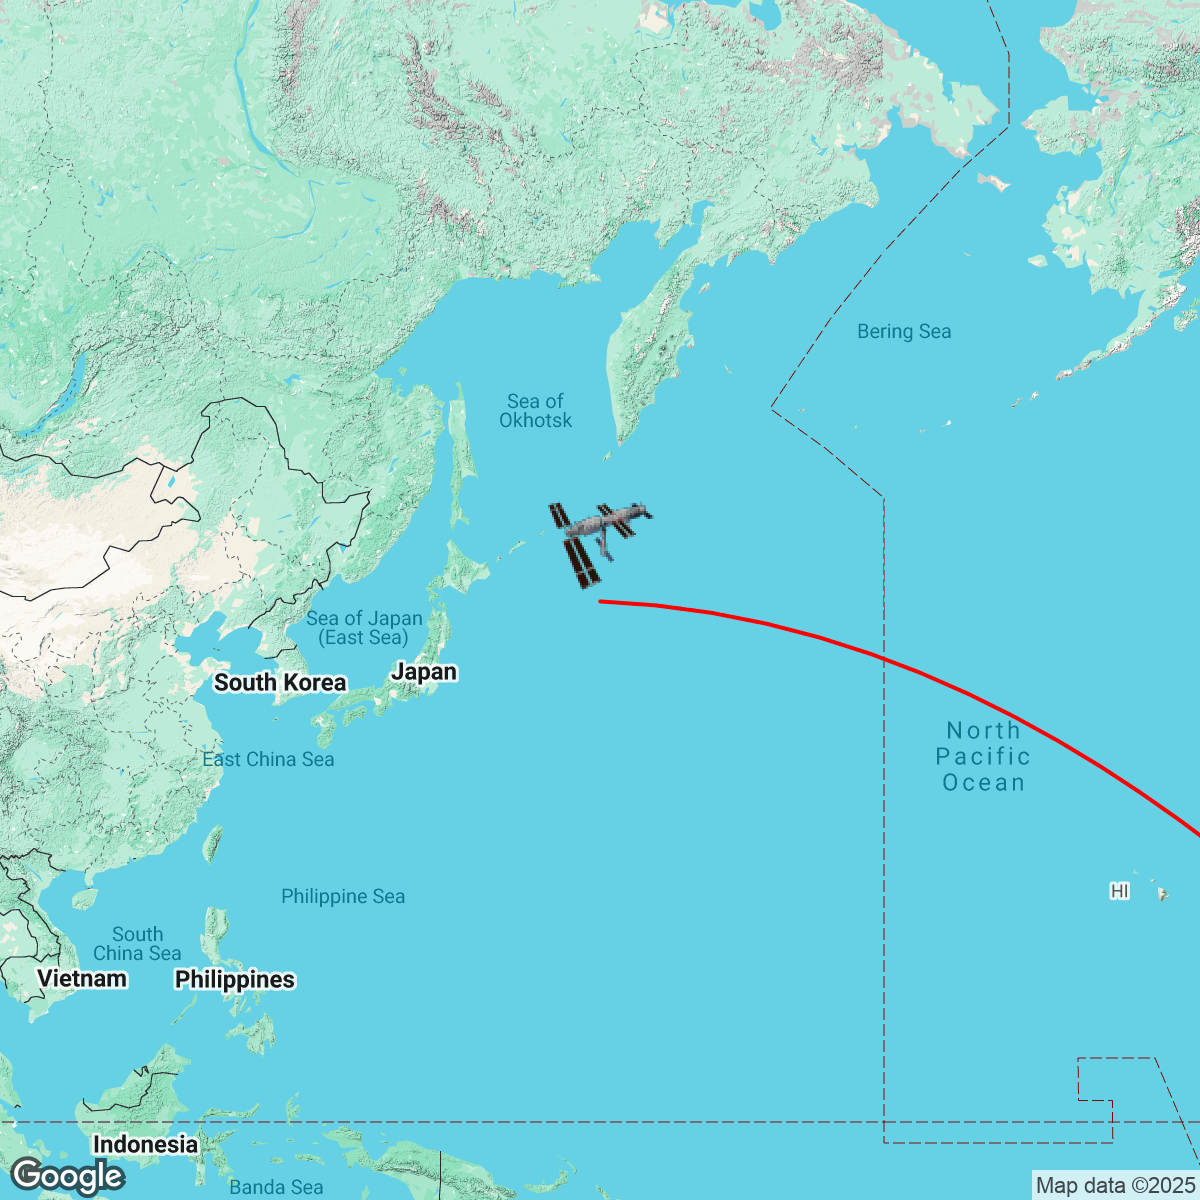 Bering Sea
Sea of
Okhotsk
Sea of Japan
(East Sea)
Japan
South Korea
North
Pacific
Ocean
East China Sea
HI
Philippine Sea
South
China Sea
Vietnam
Philippines
Indonesia
Banda Sea
Google
Map data ©2025